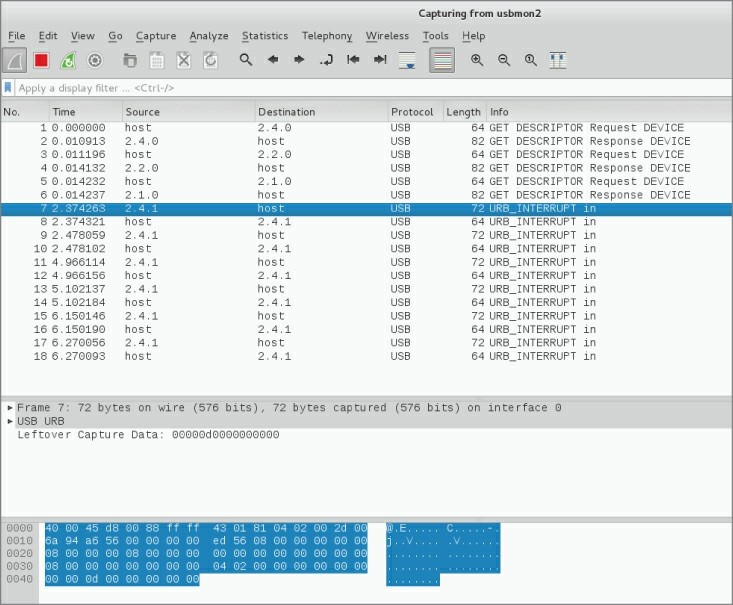 Capturing from usbmon2
File Edit View Go Capture Analyze Statistics Telephony Wireless Tools Help
Apply a display filter ... <Ctrl-/>
No. Time Source Destination Protocol Length Info
1 0.000000 host 2.4.0 USB 64 GET DESCRIPTOR Request DEVICE
2 0.010913 2.4.0 host USB 82 GET DESCRIPTOR Response DEVICE
3 0.011196 host 2.2.0 USB 64 GET DESCRIPTOR Request DEVICE
4 0.014132 2.2.0 host USB 82 GET DESCRIPTOR Response DEVICE
5 0.014232 host 2.1.0 USB 64 GET DESCRIPTOR Request DEVICE
6 0.014237 2.1.0 host USB 82 GET DESCRIPTOR Response DEVICE
7 2.374263 2.4.1 host USB 72 URB_INTERRUPT in
8 2.374321 host 2.4.1 USB 64 URB_INTERRUPT in
9 2.478059 2.4.1 host USB 72 URB_INTERRUPT in
10 2.478102 host 2.4.1 USB 64 URB_INTERRUPT in
11 4.966114 2.4.1 host USB 72 URB_INTERRUPT in
12 4.966156 host 2.4.1 USB 64 URB_INTERRUPT in
13 5.102137 2.4.1 host USB 72 URB_INTERRUPT in
14 5.102184 host 2.4.1 USB 64 URB_INTERRUPT in
15 6.150146 2.4.1 host USB 72 URB_INTERRUPT in
16 6.150190 host 2.4.1 USB 64 URB_INTERRUPT in
17 6.270056 2.4.1 host USB 72 URB_INTERRUPT in
18 6.270093 host 2.4.1 USB 64 URB_INTERRUPT in
Frame 7: 72 bytes on wire (576 bits), 72 bytes captured (576 bits) on interface 0
USB URB
Leftover Capture Data: 00000d0000000000
0000 40 00 45 d8 00 88 ff ff 43 01 81 04 02 00 2d 00 @.E..... C.....-.
0010 6a 94 a6 56 00 00 00 00 ed 56 08 00 00 00 00 00 j..V.... .V......
0020 08 00 00 00 08 00 00 00 00 00 00 00 00 00 00 00 ........ ........
0030 08 00 00 00 00 00 00 00 04 02 00 00 00 00 00 00 ........ ........
0040 00 00 0d 00 00 00 00 00 ........